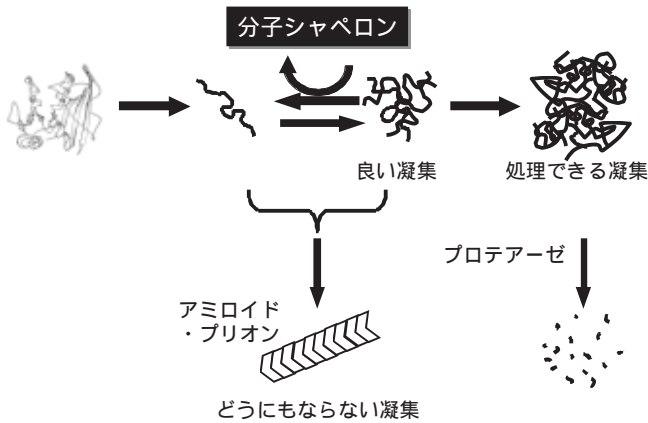 分子シャペロン
良い凝集
処理できる凝集
プロテアーゼ
アミロイド
・プリオン
どうにもならない凝集